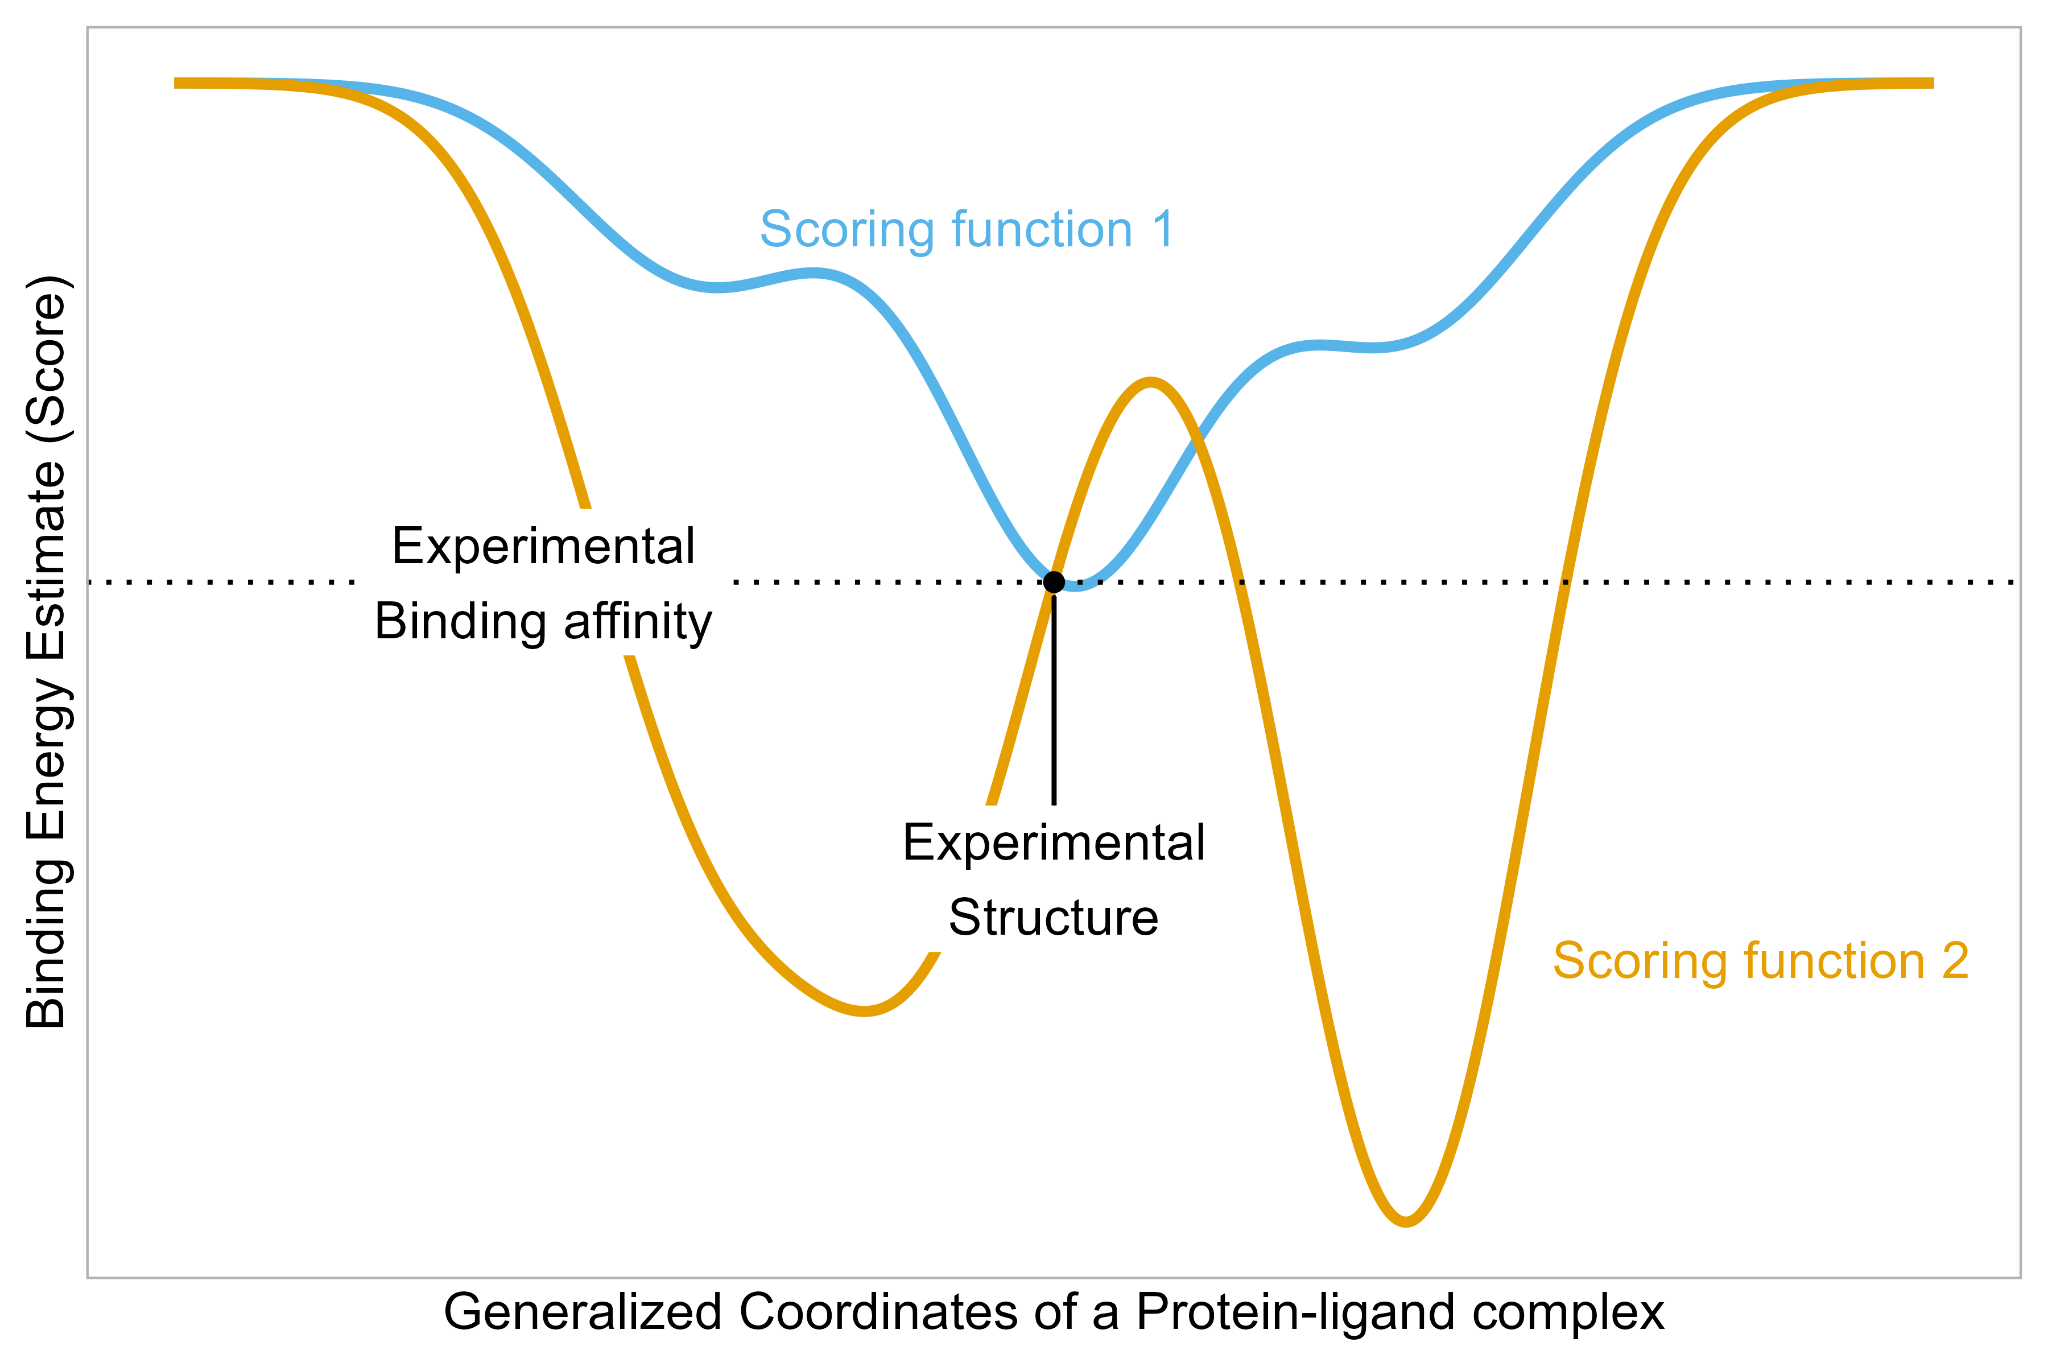 Scoring function 1
Experimental
Binding affinity
Experimental
Structure
Scoring function 2
Binding Energy Estimate (Score)
Generalized Coordinates of a Protein-ligand complex